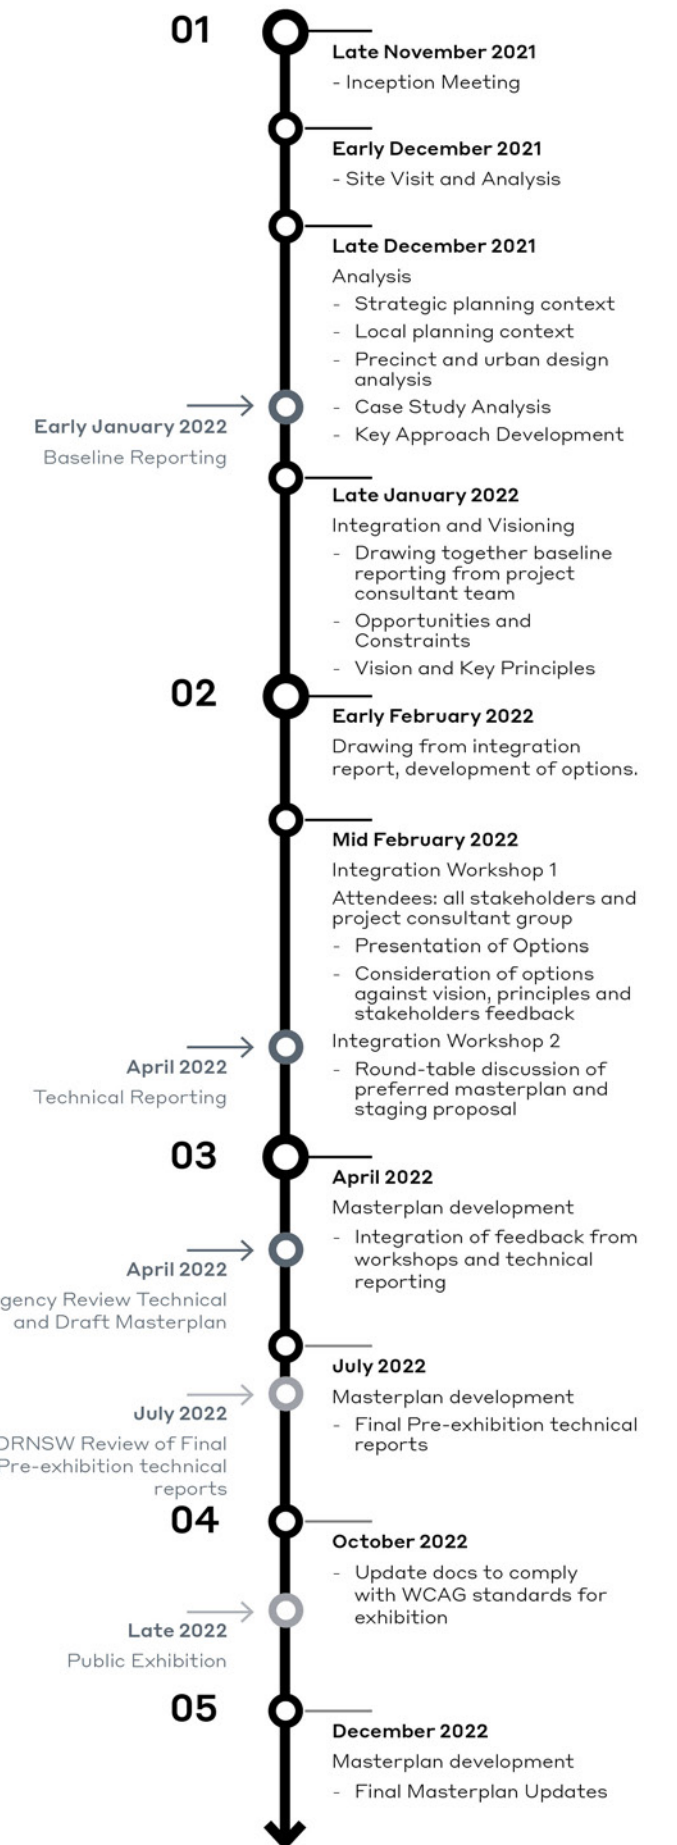 01
Late November 2021
- Inception Meeting
Early December 2021
- Site Visit and Analysis
Late December 2021
Analysis
- Strategic planning context
- Local planning context
- Precinct and urban design
analysis
- Case Study Analysis
- Key Approach Development
Early January 2022
Baseline Reporting
Late January 2022
Integration and Visioning
- Drawing together baseline
reporting from project
consultant team
- Opportunities and
Constraints
- Vision and Key Principles
02
Early February 2022
Drawing from integration
report, development of options.
Mid February 2022
Integration Workshop 1
Attendees: all stakeholders and
project consultant group
- Presentation of Options
- Consideration of options
against vision, principles and
stakeholders feedback
Integration Workshop 2
- Round-table discussion of
preferred masterplan and
staging proposal
April 2022
Technical Reporting
03
April 2022
Masterplan development
- Integration of feedback from
workshops and technical
reporting
April 2022
gency Review Technical
and Draft Masterplan
July 2022
Masterplan development
- Final Pre-exhibition technical
reports
July 2022
ORNSW Review of Final
Pre-exhibition technical
reports
04
October 2022
- Update docs to comply
with WCAG standards for
exhibition
Late 2022
Public Exhibition
05
December 2022
Masterplan development
- Final Masterplan Updates